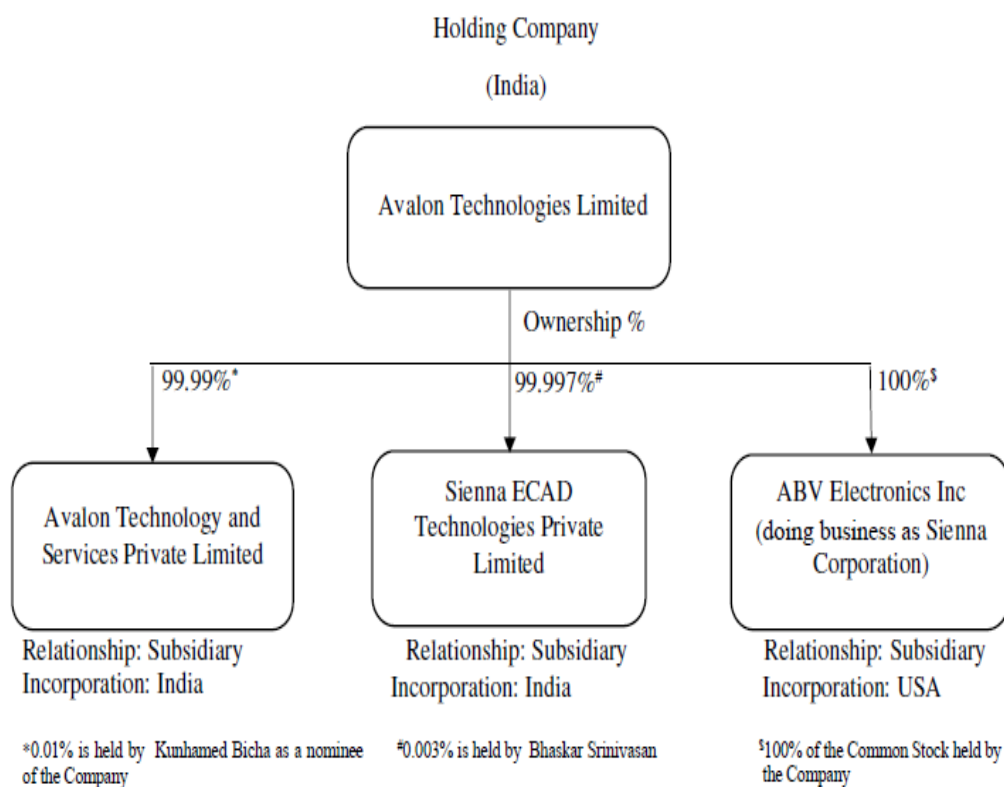 Holding Company
(India)
Avalon Technologies Limited
Ownership %
99.99%*
99.997%#
100%$
Avalon Technology and
Services Private Limited
Sienna ECAD
Technologies Private
Limited
ABV Electronics Inc
(doing business as Sienna
Corporation)
Relationship: Subsidiary
Incorporation: India
Relationship: Subsidiary
Incorporation: India
Relationship: Subsidiary
Incorporation: USA
*0.01% is held by Kunhamed Bicha as a nominee
of the Company
#0.003% is held by Bhaskar Srinivasan
$100% of the Common Stock held by
the Company